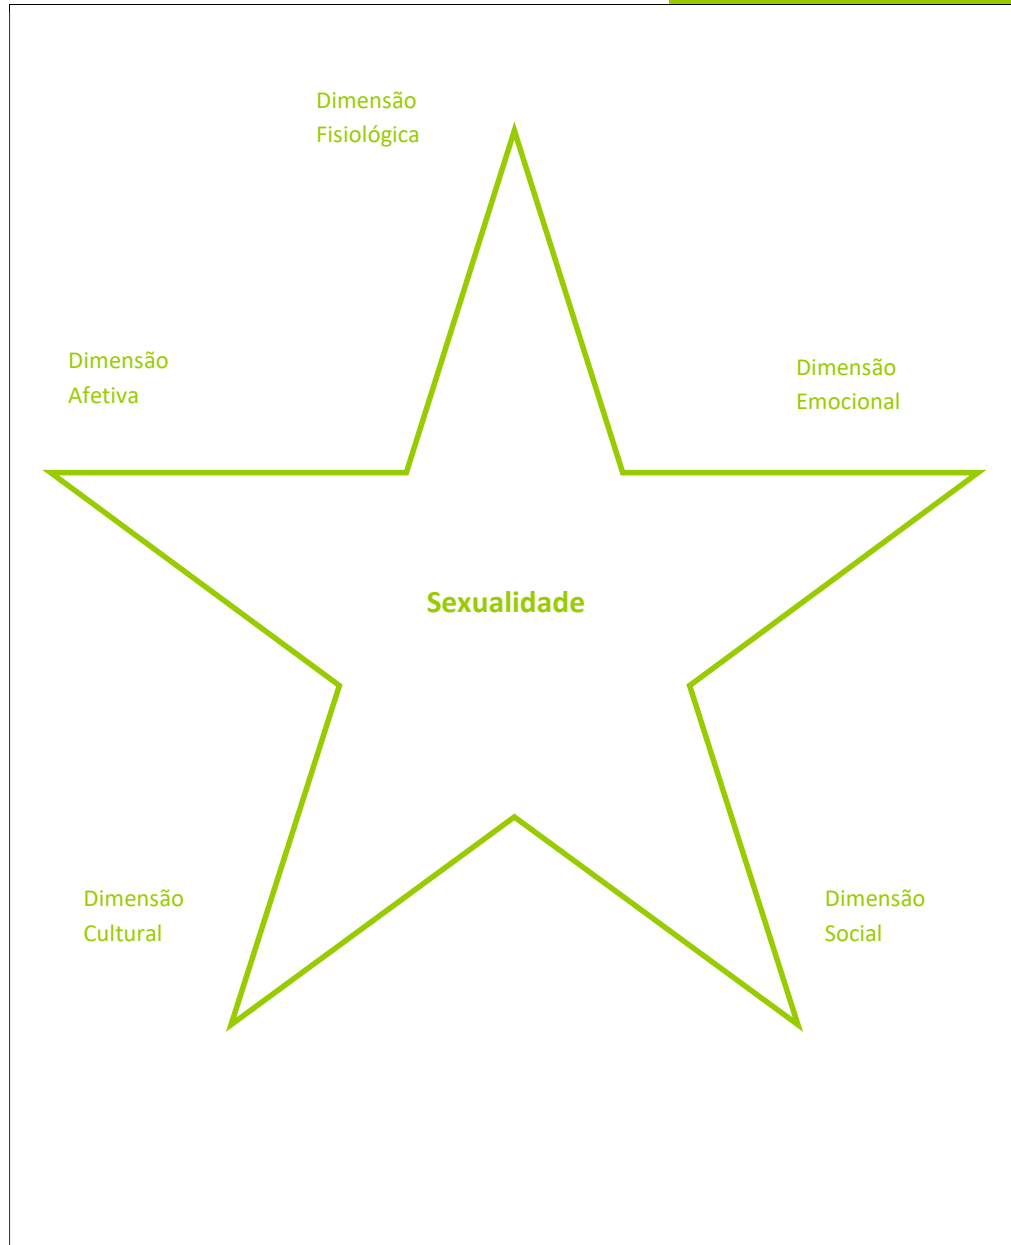 Dimensão
Fisiológica
Dimensão
Afetiva
Dimensão
Emocional
Sexualidade
Dimensão
Cultural
Dimensão
Social